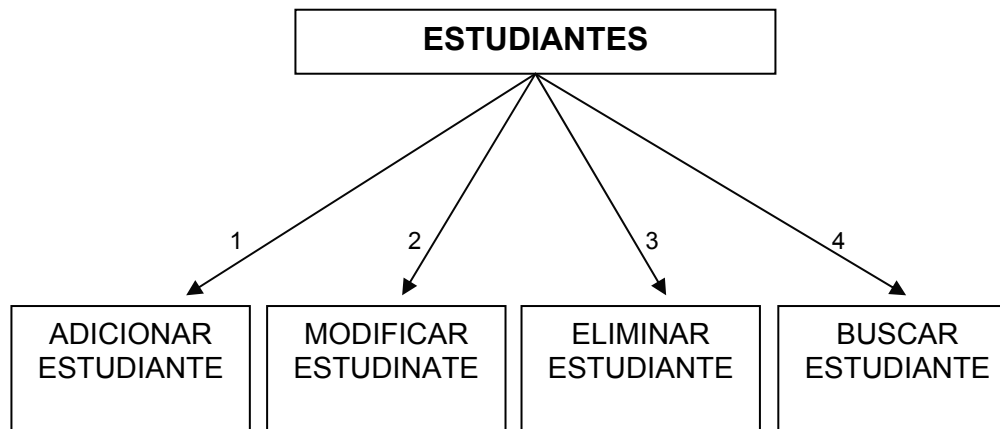 ESTUDIANTES
1
2
3
4
ADICIONAR
ESTUDIANTE
MODIFICAR
ESTUDINATE
ELIMINAR
ESTUDIANTE
BUSCAR
ESTUDIANTE